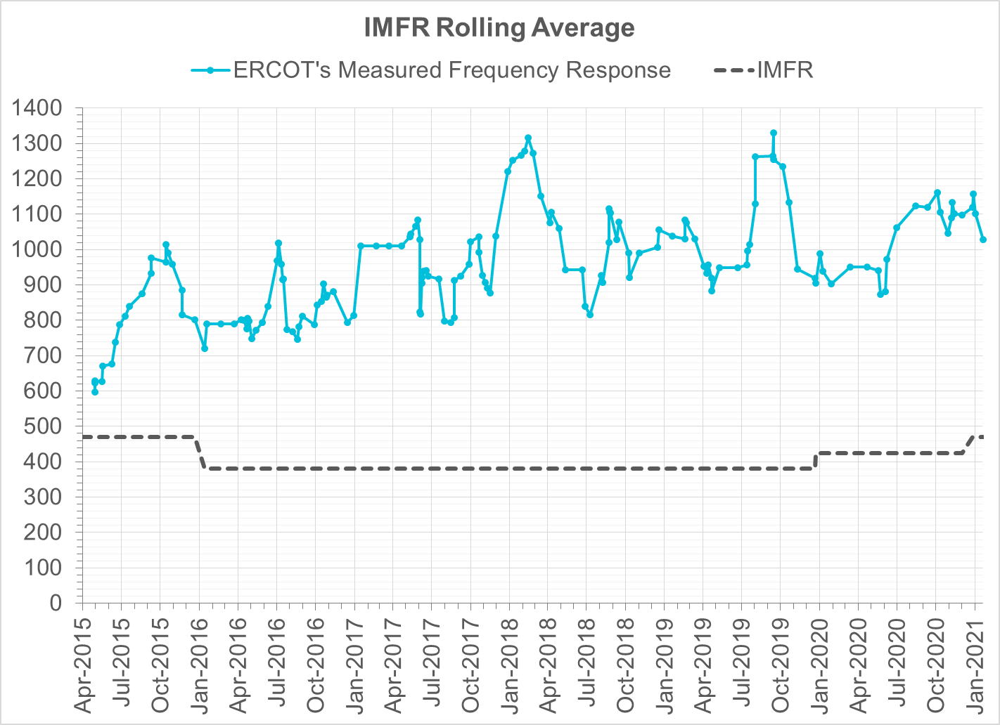 IMFR Rolling Average
ERCOT's Measured Frequency Response
IMFR
1400
1300
1200
1100
1000
900
800
700
600
500
400
300
200
100
0
Apr-2015
Jul-2015
Oct-2015
Jan-2016
Apr-2016
Jul-2016
Oct-2016
Jan-2017
Apr-2017
Jul-2017
Oct-2017
Jan-2018
Apr-2018
Jul-2018
Oct-2018
Jan-2019
Apr-2019
Jul-2019
Oct-2019
Jan-2020
Apr-2020
Jul-2020
Oct-2020
Jan-2021